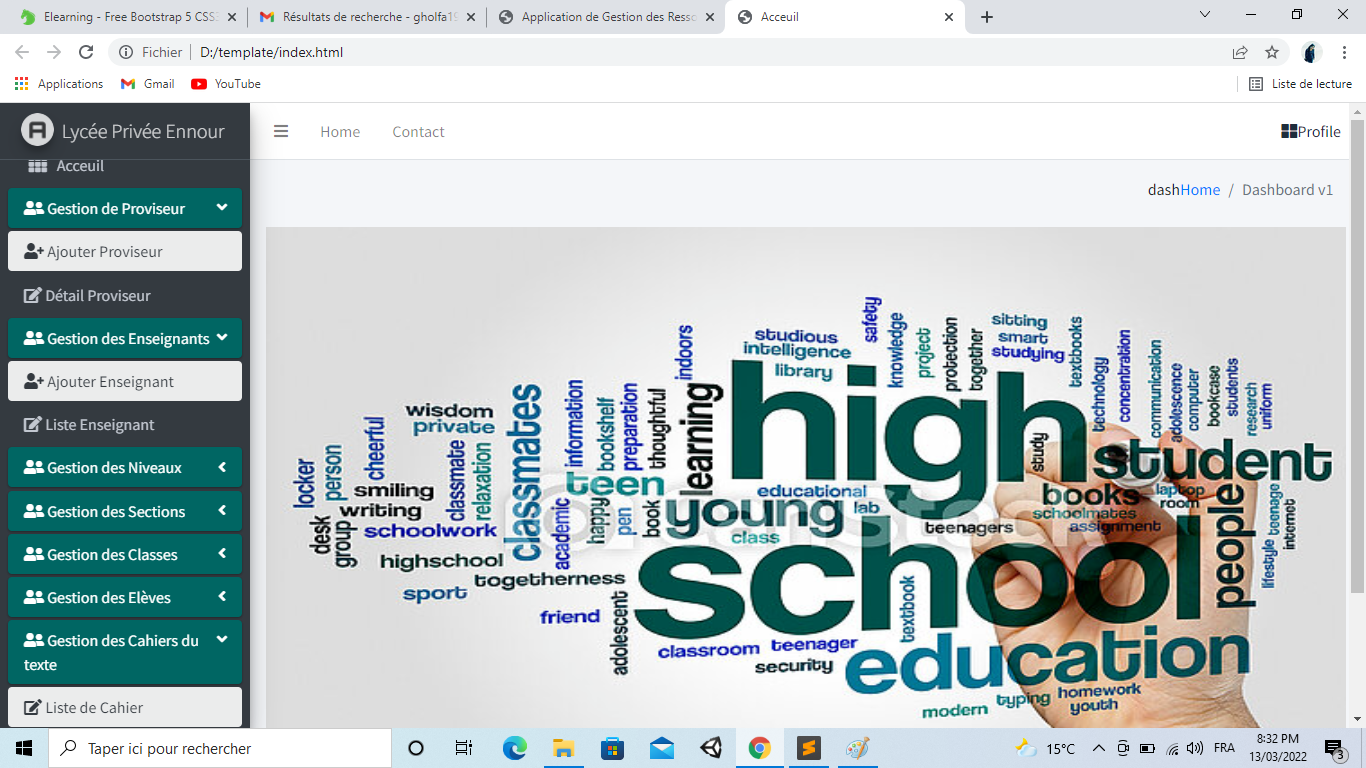 Elearning - Free Bootstrap 5 CSS
Résultats de recherche - gholfa19
Application de Gestion des Resso
Acceuil
Fichier
D:/template/index.html
Applications
Gmail
YouTube
Liste de lecture
Lycée Privée Ennour
Home
Contact
Profile
dashHome / Dashboard v1
Acceuil
Gestion de Proviseur
Ajouter Proviseur
Détail Proviseur
Gestion des Enseignants
Ajouter Enseignant
Liste Enseignant
Gestion des Niveaux
Gestion des Sections
Gestion des Classes
Gestion des Elèves
Gestion des Cahiers du
texte
Liste de Cahier
locker
person
cheerful
wisdom
private
smiling
writing
desk
group
schoolwork
highschool
sport
classmate
relaxation
classmates
togetherness
friend
academic
information
bookshelf
preparation
thoughtful
indoors
learning
teen
happy
pen
book
adolescent
studious
intelligence
library
safety
knowledge
project
protection
together
sitting
smart
studying
textbooks
technology
concentration
communication
adolescence
computer
bookcase
students
research
uniform
high
study
student
educational
young
lab
class
teenagers
books
schoolmates
assignment
laptop
room
people
lifestyle
teenage
internet
school
textbook
classroom
teenager
security
education
modern
typing
homework
youth
Taper ici pour rechercher
15°C
FRA
8:32 PM
13/03/2022
3